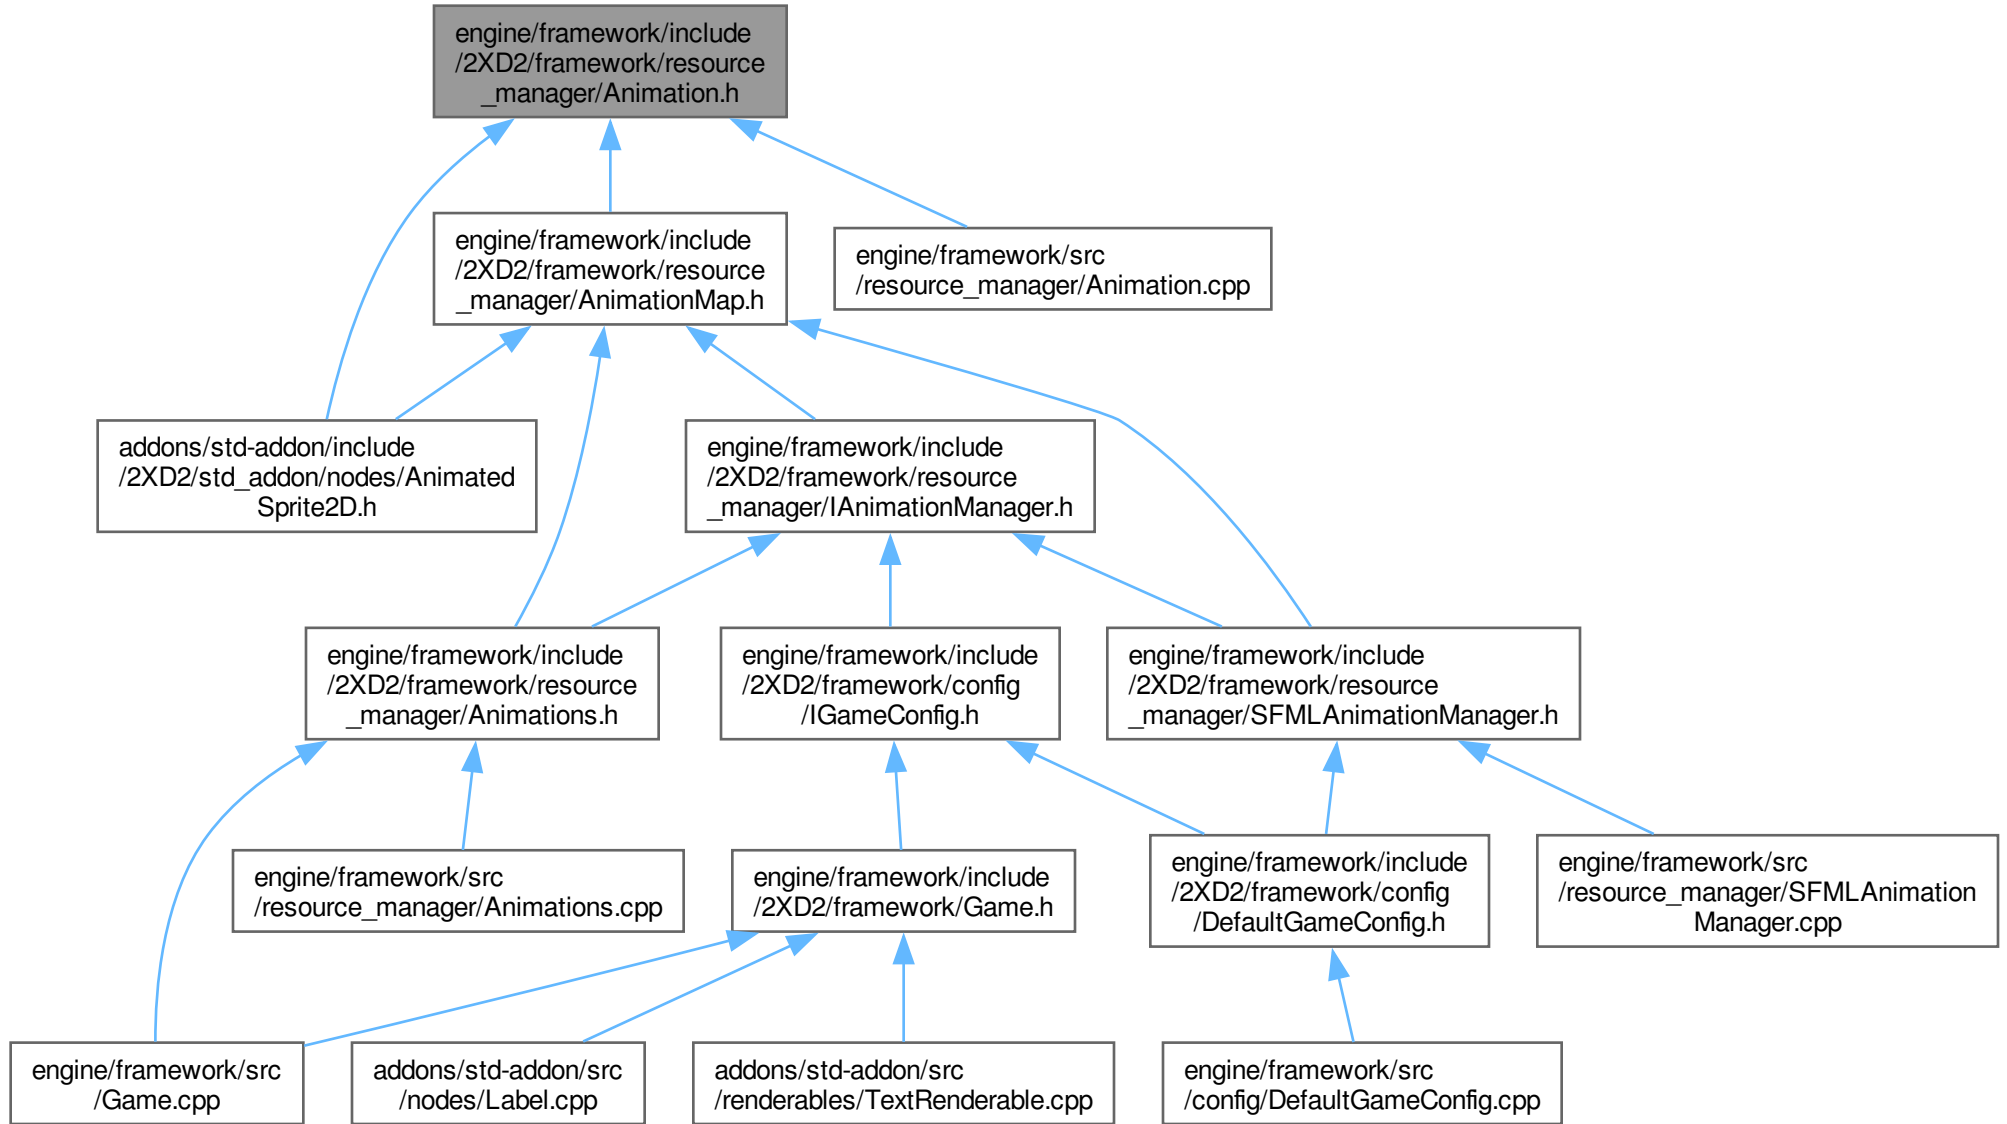 engine/framework/include
/2XD2/framework/resource
_manager/Animation.h
engine/framework/include
/2XD2/framework/resource
_manager/AnimationMap.h
engine/framework/src
/resource_manager/Animation.cpp
addons/std-addon/include
/2XD2/std_addon/nodes/Animated
Sprite2D.h
engine/framework/include
/2XD2/framework/resource
_manager/IAnimationManager.h
engine/framework/include
/2XD2/framework/resource
_manager/Animations.h
engine/framework/include
/2XD2/framework/config
/IGameConfig.h
engine/framework/include
/2XD2/framework/resource
_manager/SFMLAnimationManager.h
engine/framework/src
/resource_manager/Animations.cpp
engine/framework/include
/2XD2/framework/Game.h
engine/framework/include
/2XD2/framework/config
/DefaultGameConfig.h
engine/framework/src
/resource_manager/SFMLAnimation
Manager.cpp
engine/framework/src
/Game.cpp
addons/std-addon/src
/nodes/Label.cpp
addons/std-addon/src
/renderables/TextRenderable.cpp
engine/framework/src
/config/DefaultGameConfig.cpp